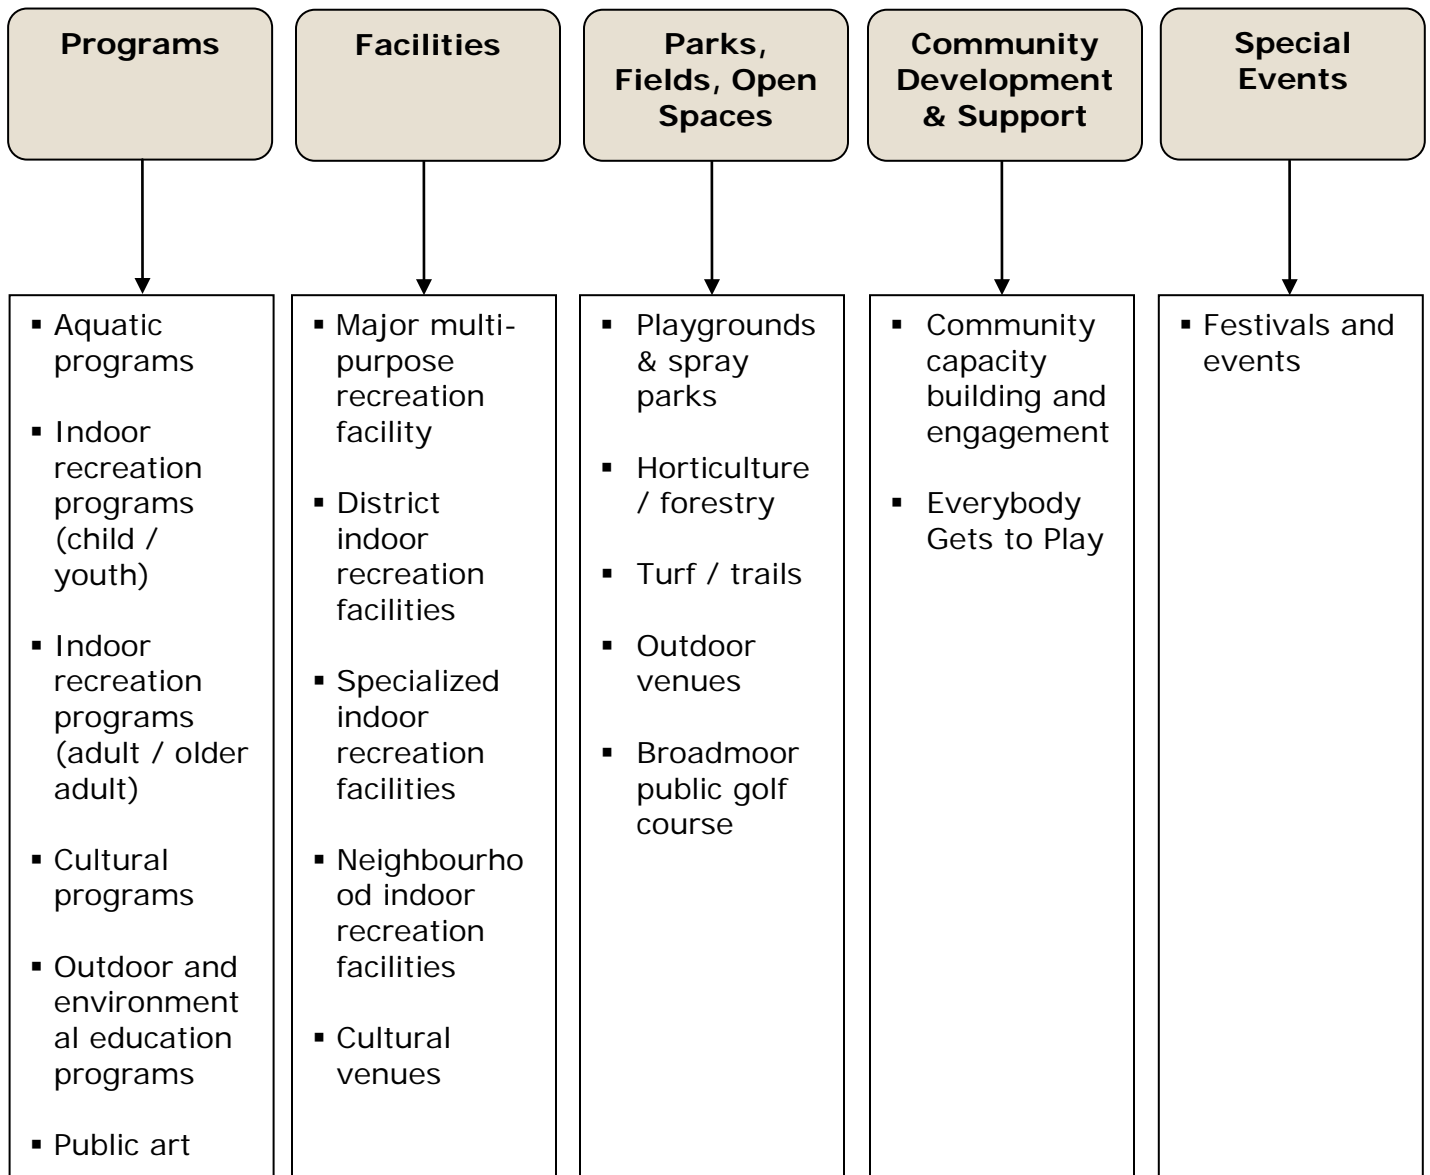 Programs
Facilities
Parks,
Fields, Open
Spaces
Community
Development
& Support
Special
Events
▪ Aquatic
programs
▪ Indoor
recreation
programs
(child /
youth)
▪ Indoor
recreation
programs
(adult / older
adult)
▪ Cultural
programs
▪ Outdoor and
environment
al education
programs
▪ Public art
▪ Major multi-
purpose
recreation
facility
▪ District
indoor
recreation
facilities
▪ Specialized
indoor
recreation
facilities
▪ Neighbourho
od indoor
recreation
facilities
▪ Cultural
venues
▪ Playgrounds
& spray
parks
▪ Horticulture
/ forestry
▪ Turf / trails
▪ Outdoor
venues
▪ Broadmoor
public golf
course
▪ Community
capacity
building and
engagement
▪ Everybody
Gets to Play
▪ Festivals and
events